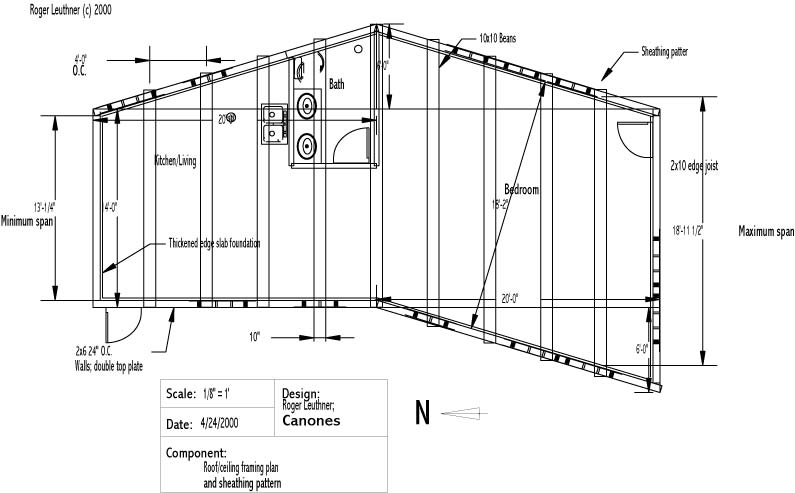 Roger Leuthner (c) 2000
10x10 Beans
Sheathing patter
4'-0"
O.C.
6'-0"
Bath
20'
Kitchen/Living
2x10 edge joist
Bedroom
18'-2"
13'-1/4"
Minimum span
4'-0"
18'-11 1/2"
Maximum span
Thickened edge slab foundation
20'-0"
10"
6'-0"
2x6 24" O.C.
Walls; double top plate
Scale: 1/8" = 1'
Design:
Roger Leuthner;
Canones
Date: 4/24/2000
N
Component:
Roof/ceiling framing plan
and sheathing pattern